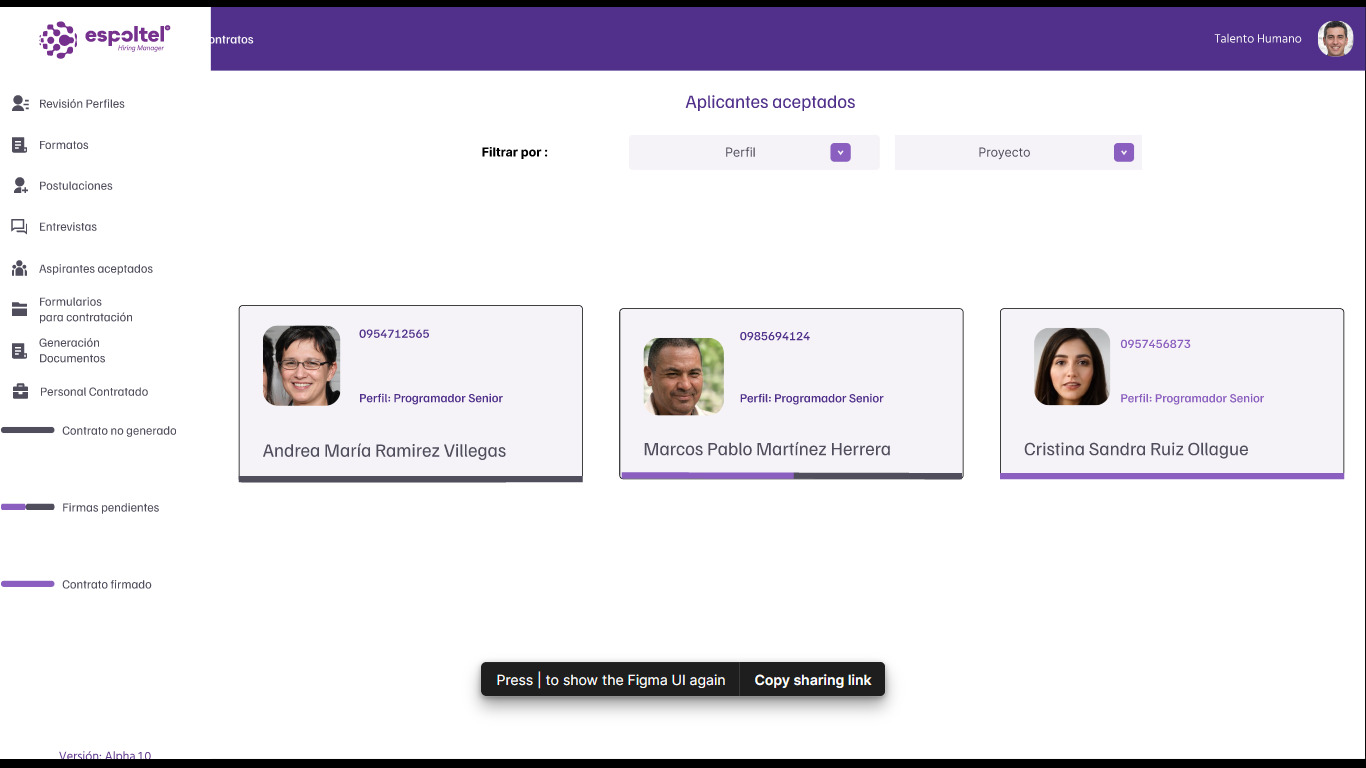 espoltel®
Hiring Manager
ontratos
Talento Humano
Revisión Perfiles
Formatos
Postulaciones
Entrevistas
Aspirantes aceptados
Formularios
para contratación
Generación
Documentos
Personal Contratado
Contrato no generado
Firmas pendientes
Contrato firmado
Versión: Alpha 1.0
Aplicantes aceptados
Filtrar por :
Perfil
Proyecto
0954712565
Perfil: Programador Senior
Andrea María Ramirez Villegas
0985694124
Perfil: Programador Senior
Marcos Pablo Martínez Herrera
0957456873
Perfil: Programador Senior
Cristina Sandra Ruiz Ollague
Press | to show the Figma UI again
Copy sharing link